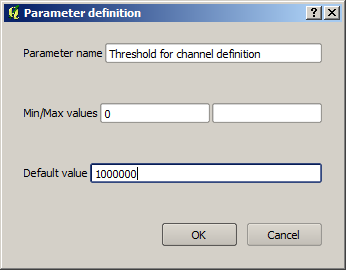 Parameter definition
Parameter name Threshold for channel definition
Min/Max values 0
Default value 1000000
OK Cancel